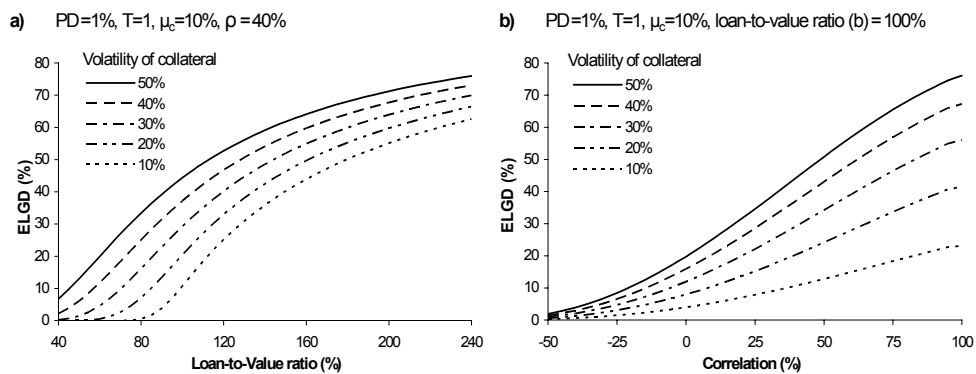 a) PD=1%, T=1, μc=10%, ρ=40%
Volatility of collateral
50%
40%
30%
20%
10%
80
70
60
50
40
30
20
10
0
ELGD (%)
40 80 120 160 200 240
Loan-to-Value ratio (%)
b) PD=1%, T=1, μc=10%, loan-to-value ratio (b) = 100%
Volatility of collateral
50%
40%
30%
20%
10%
80
70
60
50
40
30
20
10
0
ELGD (%)
-50 -25 0 25 50 75 100
Correlation (%)